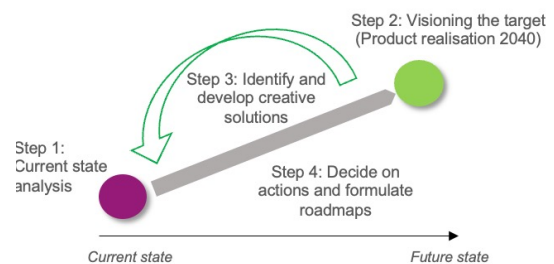 Step 2: Visioning the target
(Product realisation 2040)
Step 3: Identify and
develop creative
solutions
Step 1:
Current state
analysis
Step 4: Decide on
actions and formulate
roadmaps
Current state
Future state